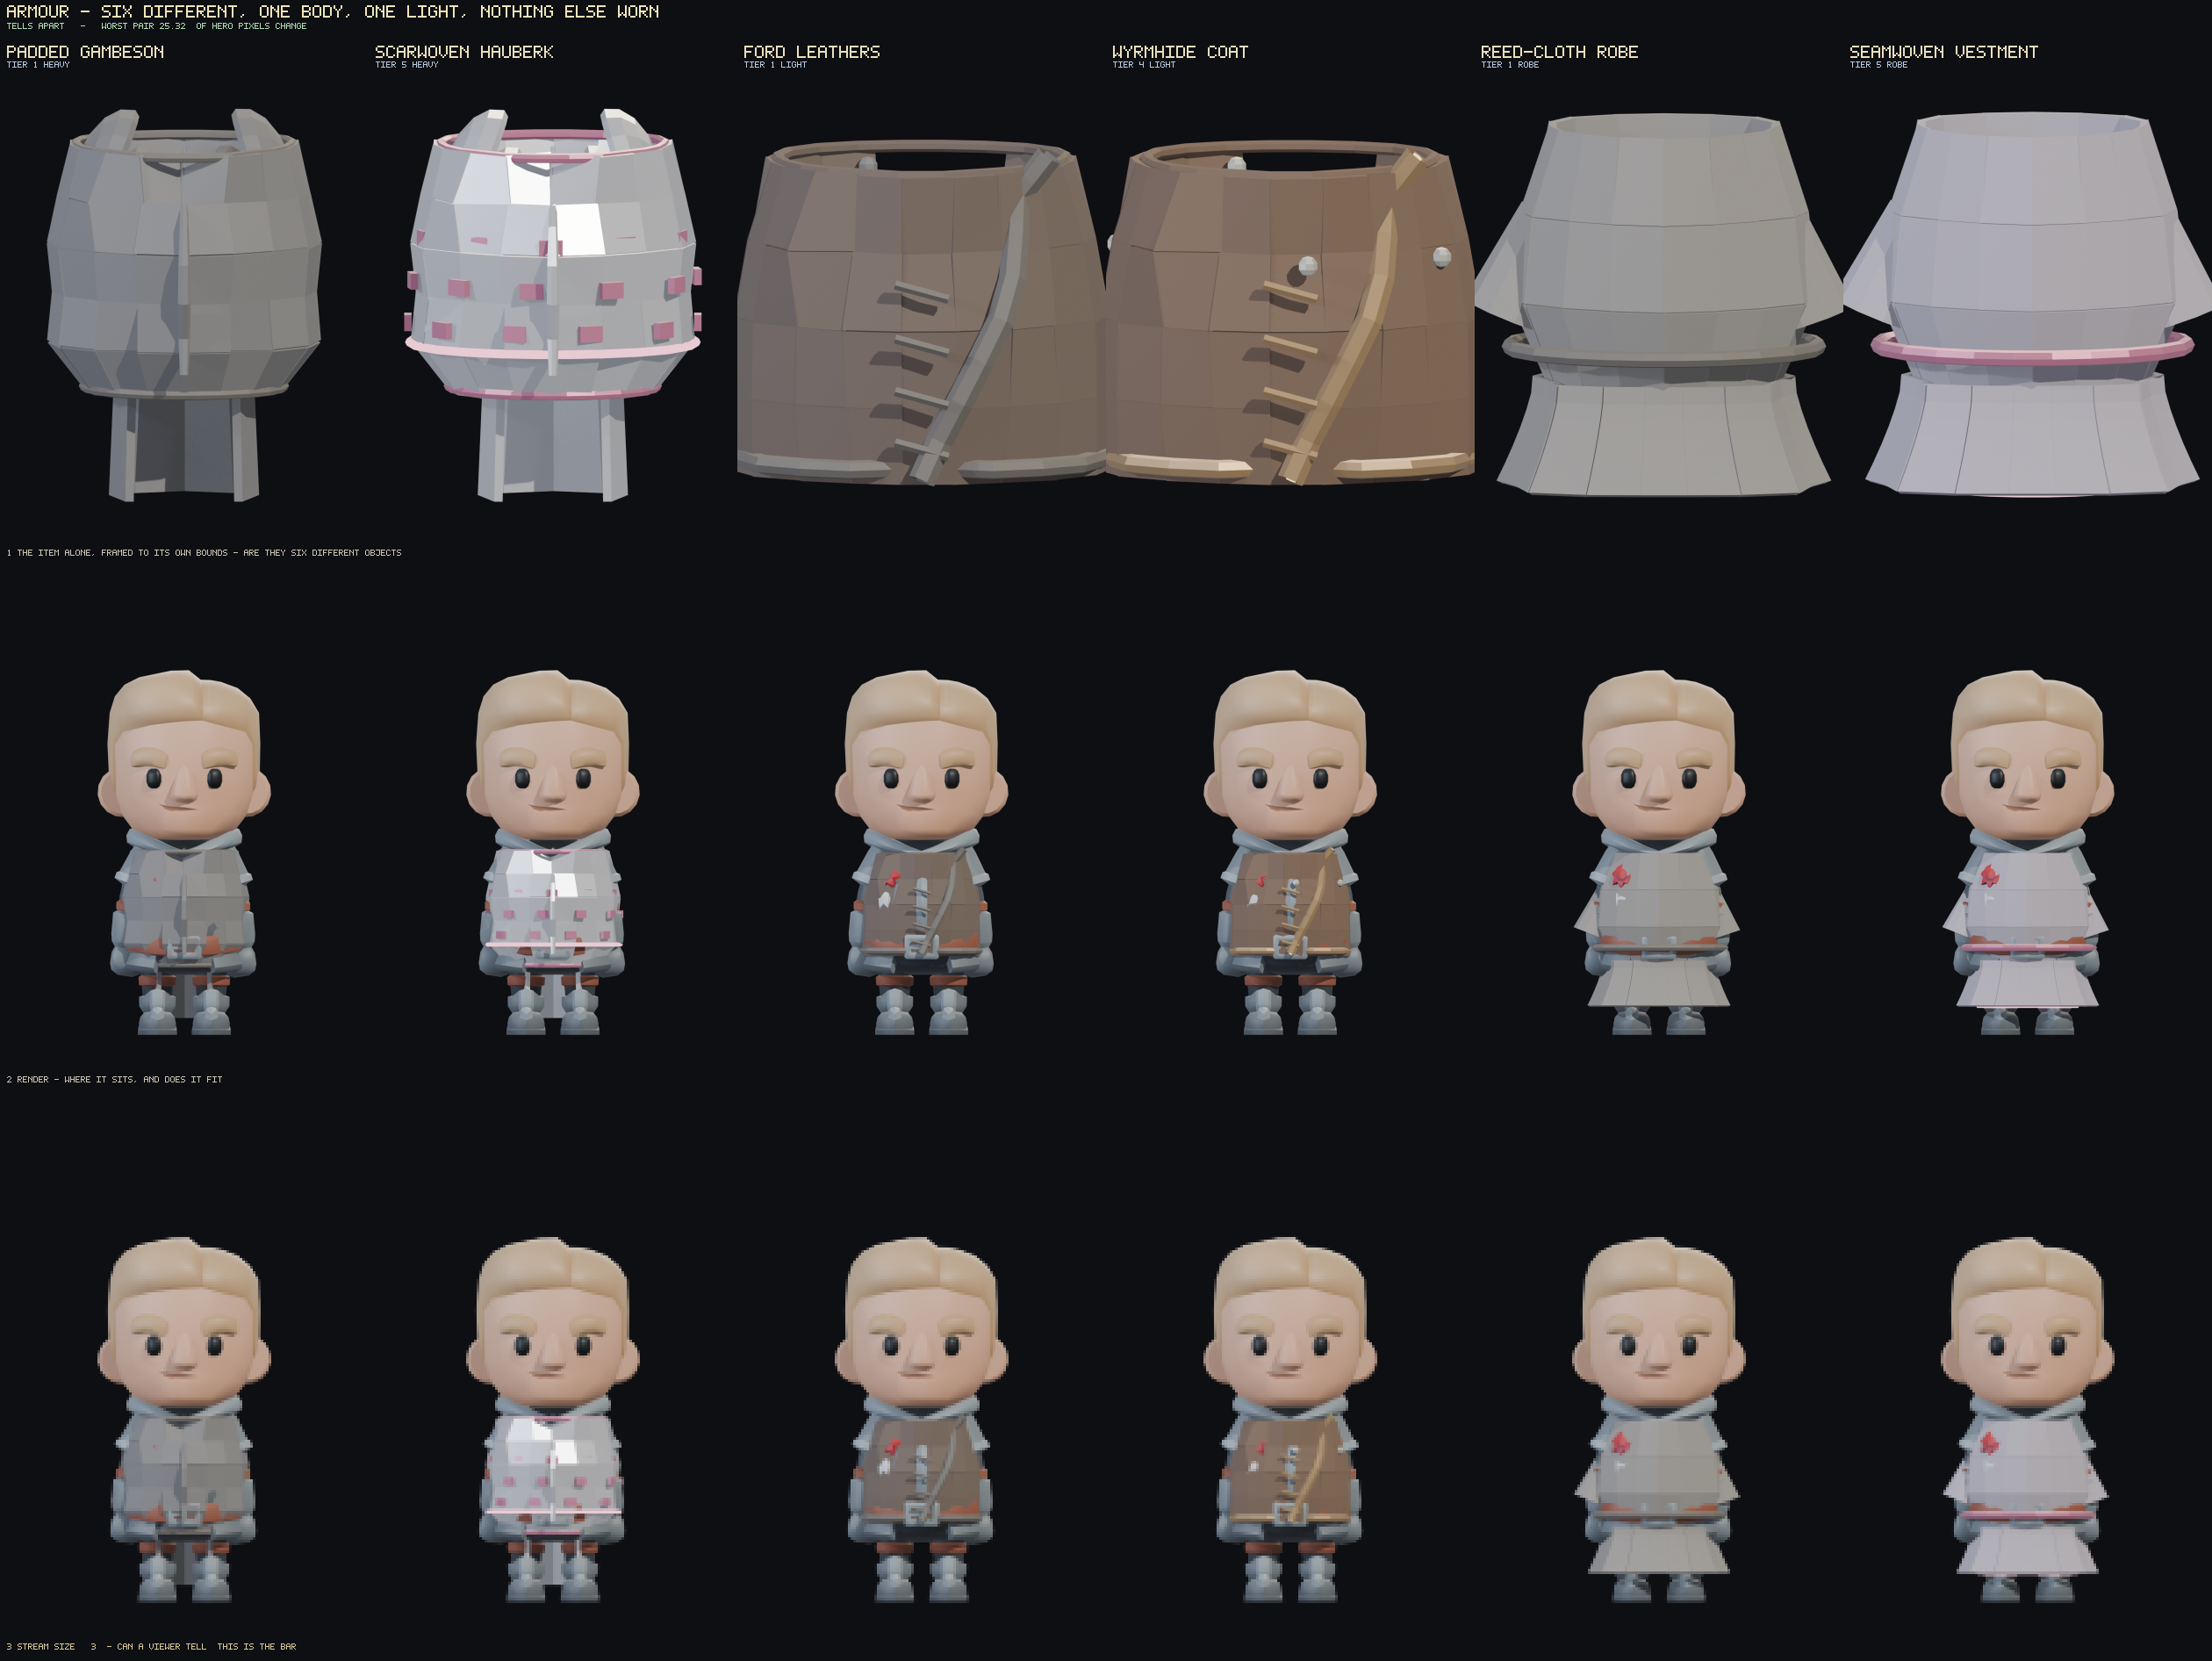 ARMOUR - SIX DIFFERENT, ONE BODY, ONE LIGHT, NOTHING ELSE WORN
TELLS APART - WORST PAIR 25.32 OF HERO PIXELS CHANGE
PADDED GAMBESON
TIER 1 HEAVY
SCARWOVEN HAUBERK
TIER 5 HEAVY
FORD LEATHERS
TIER 1 LIGHT
WYRMHIDE COAT
TIER 4 LIGHT
REED-CLOTH ROBE
TIER 1 ROBE
SEAMWOVEN VESTMENT
TIER 5 ROBE
1 THE ITEM ALONE, FRAMED TO ITS OWN BOUNDS - ARE THEY SIX DIFFERENT OBJECTS
2 RENDER - WHERE IT SITS, AND DOES IT FIT
3 STREAM SIZE 3 - CAN A VIEWER TELL THIS IS THE BAR